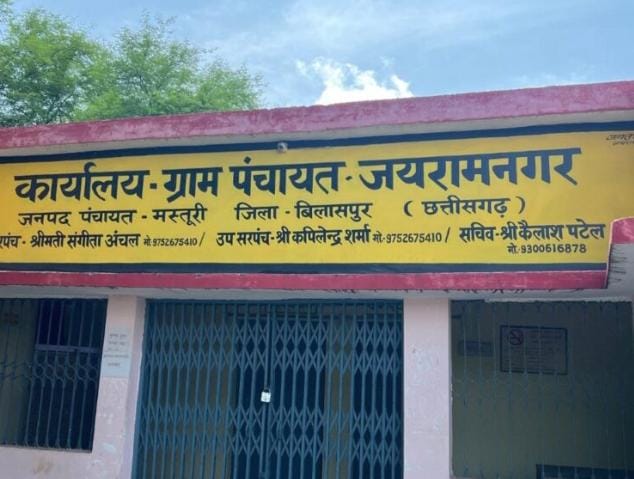 कार्यालय - ग्राम पंचायत - जयरामनगर
जनपद पंचायत - मस्तूरी जिला - बिलासपुर ( छत्तीसगढ़ )
रपंच - श्रीमती संगीता अंचल मो. 9752675410 / उप सरपंच - श्री कपिलेन्द्र शर्मा मो. - 9752675410 / सचिव - श्री कैलाश पटेल
मो. 9300616878